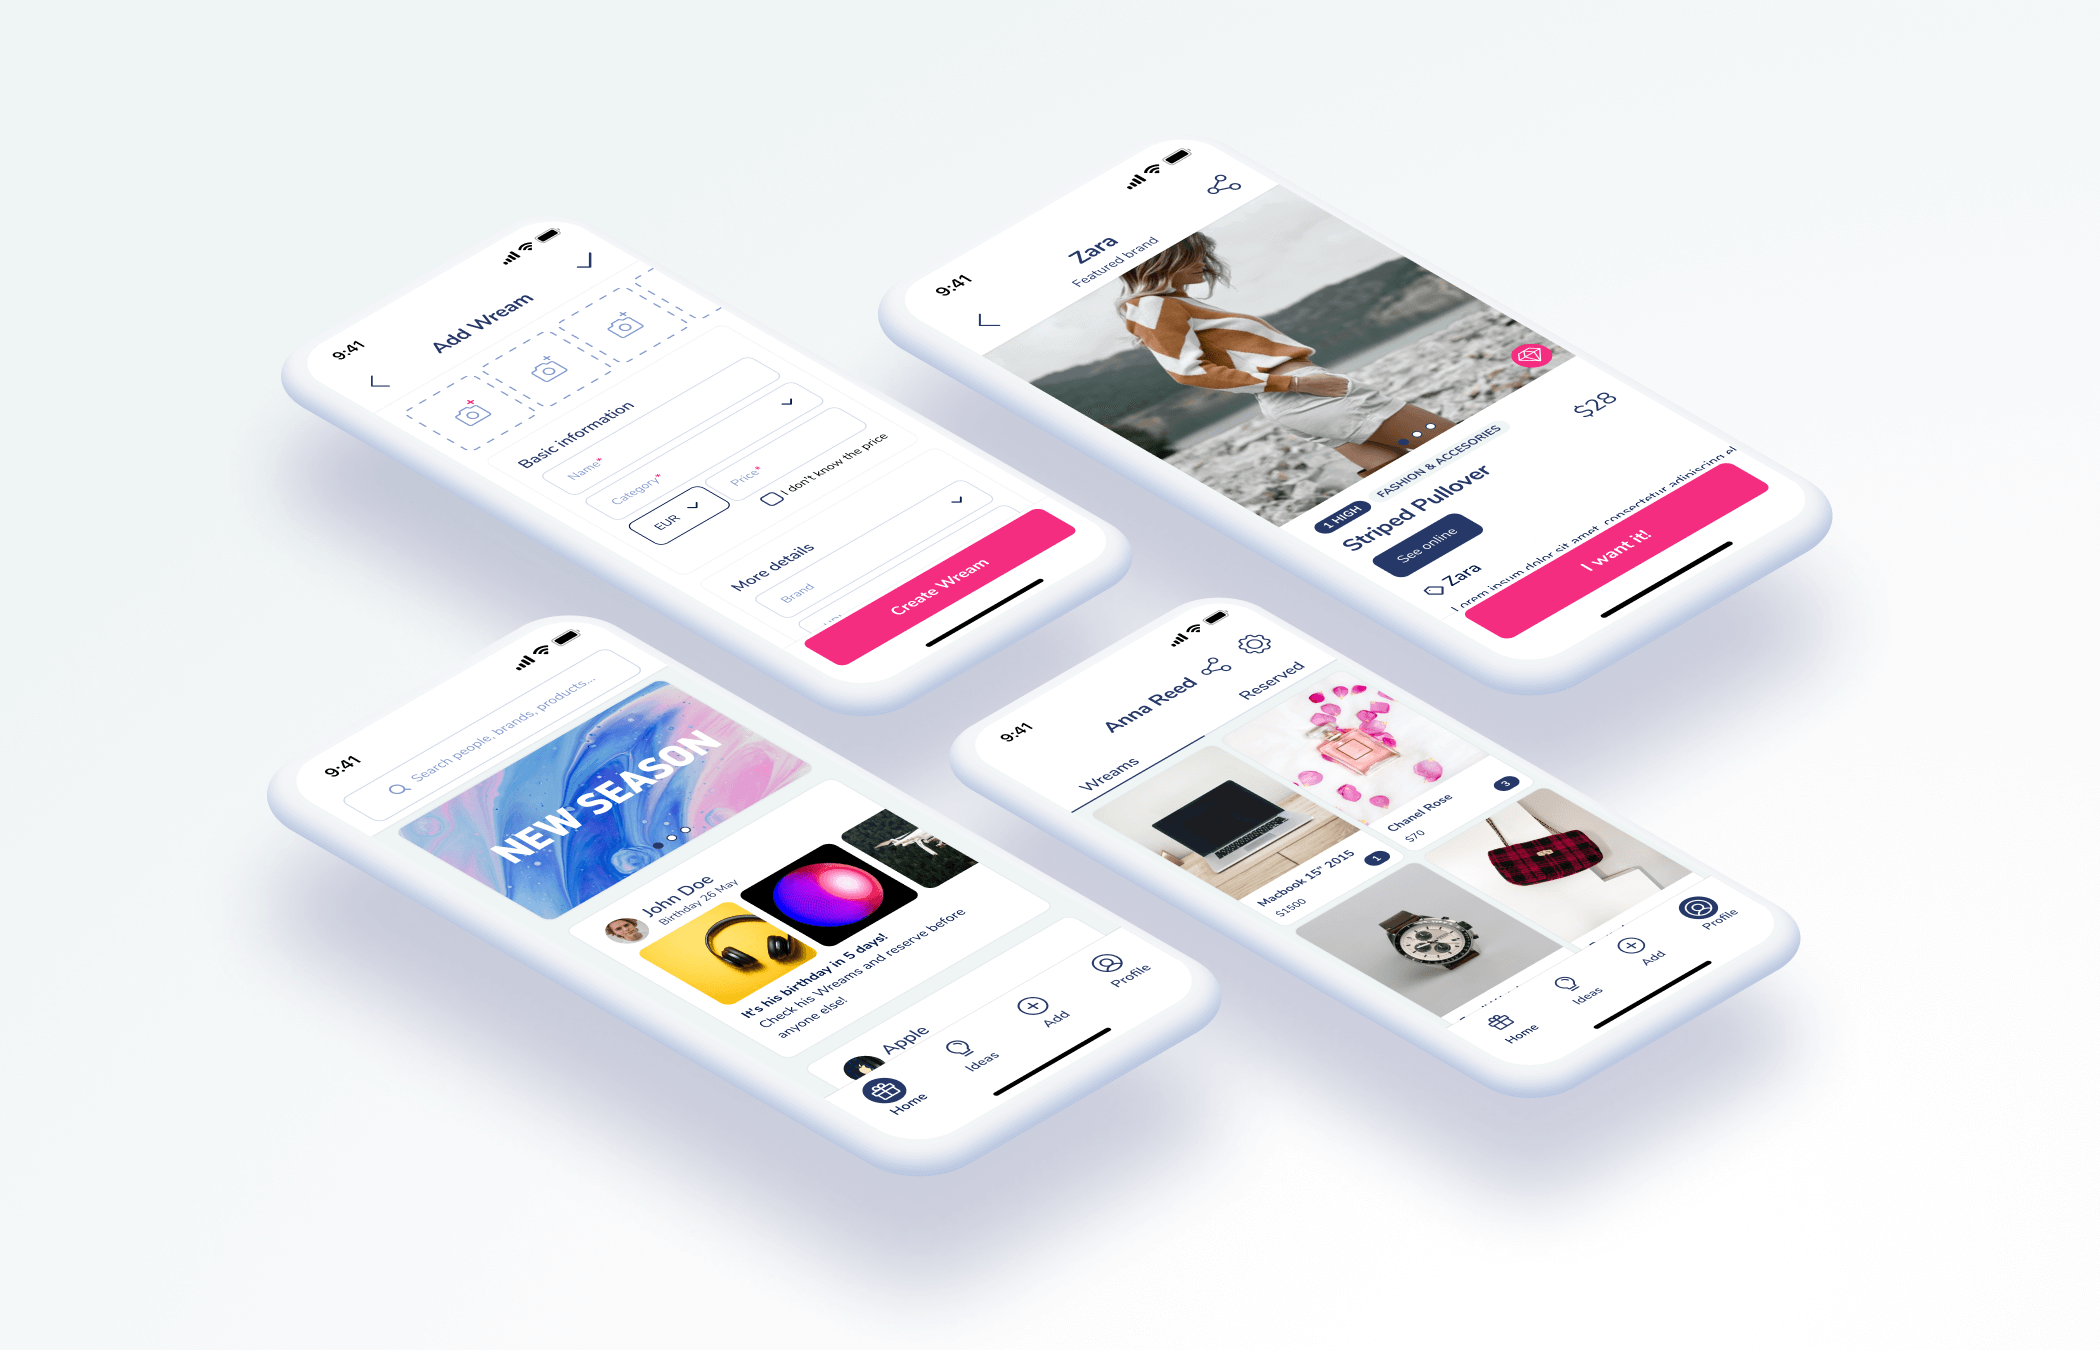 9:41
Add Wream
Basic information
Name*
Category*
EUR
Price*
I don't know the price
More details
Brand
Create Wream
9:41
Zara
Featured brand
1 HIGH
FASHION & ACCESORIES
$28
Striped Pullover
See online
Zara
Lorem ipsum dolor sit amet, consectetur adipiscing el
I want it!
9:41
Search people, brands, products...
NEW SEASON
John Doe
Birthday 26 May
It's his birthday in 5 days!
Check his Wreams and reserve before
anyone else!
Apple
Home
Ideas
Add
Profile
9:41
Anna Reed
Wreams
Reserved
Macbook 15" 2015
1
$1500
Chanel Rose
3
$70
Home
Ideas
Add
Profile